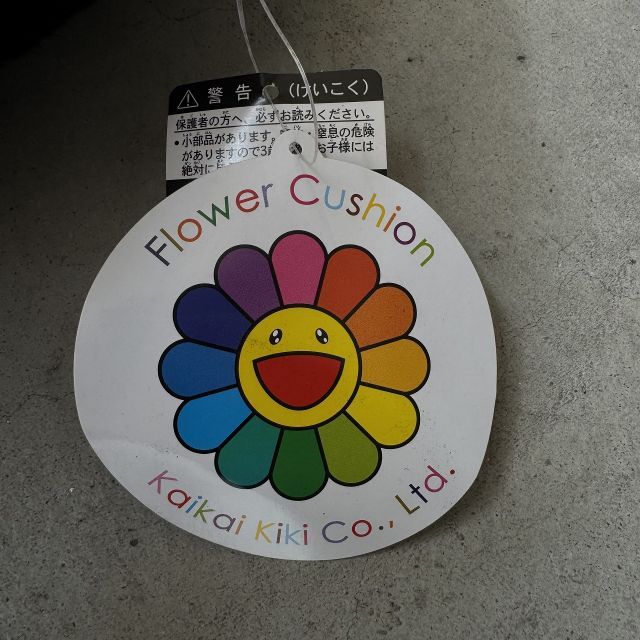 警告 (けいこく)
保護者の方へ 必ずお読みください。
・小部品があります。 窒息の危険
がありますので3 お子様には
絶対に
Flower Cushion
Kaikai Kiki Co., Ltd.